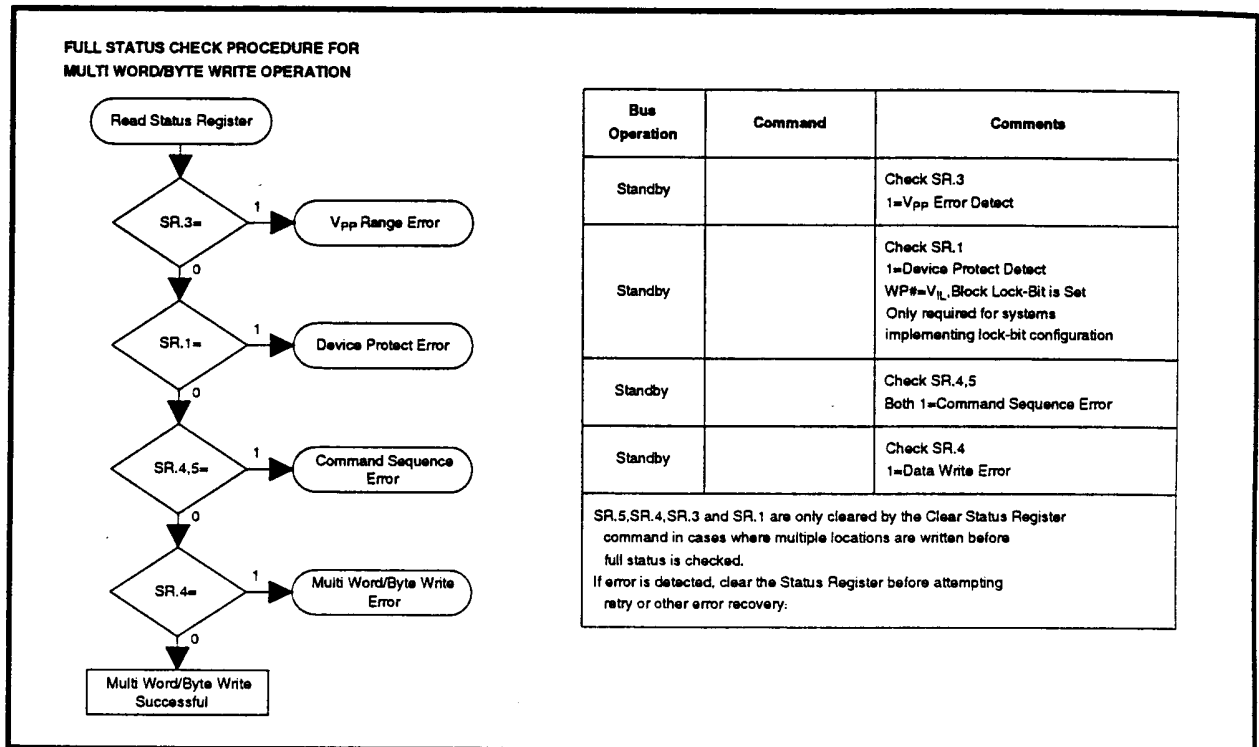 FULL STATUS CHECK PROCEDURE FOR
MULTI WORD/BYTE WRITE OPERATION
Read Status Register
SR.3=
1
VPP Range Error
0
SR.1=
1
Device Protect Error
0
SR.4,5=
1
Command Sequence
Error
0
SR.4=
1
Multi Word/Byte Write
Error
0
Multi Word/Byte Write
Successful
Bus
Operation
Command
Comments
Standby
Check SR.3
1=VPP Error Detect
Standby
Check SR.1
1=Device Protect Detect
WP#=VIL,Block Lock-Bit is Set
Only required for systems
implementing lock-bit configuration
Standby
Check SR.4,5
Both 1=Command Sequence Error
Standby
Check SR.4
1=Data Write Error
SR.5,SR.4,SR.3 and SR.1 are only cleared by the Clear Status Register
command in cases where multiple locations are written before
full status is checked.
If error is detected, clear the Status Register before attempting
retry or other error recovery.